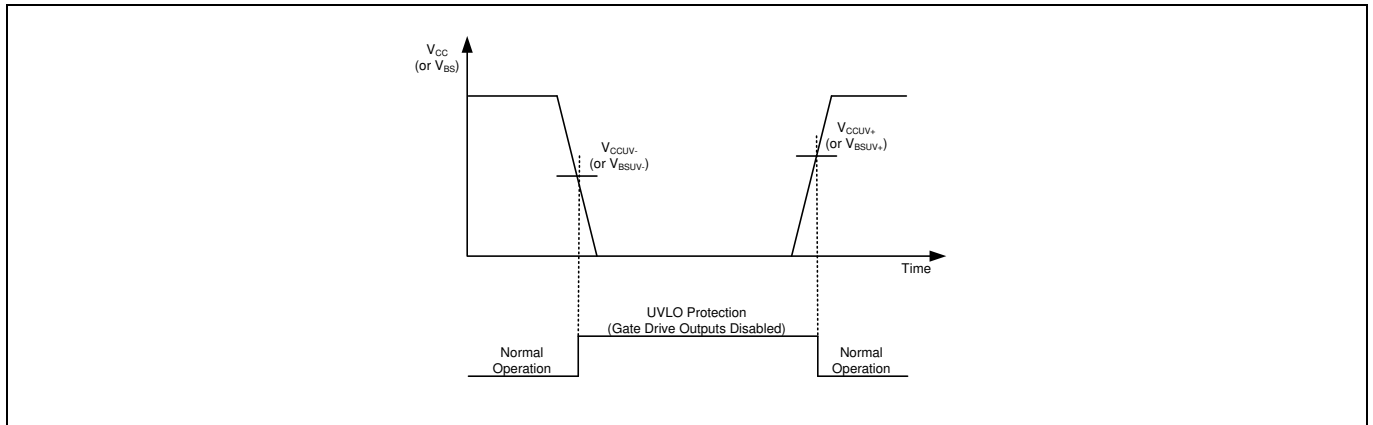 V_CC
(or V_BS)
V_CCUV-
(or V_BSUV-)
V_CCUV+
(or V_BSUV+)
Time
UVLO Protection
(Gate Drive Outputs Disabled)
Normal
Operation
Normal
Operation